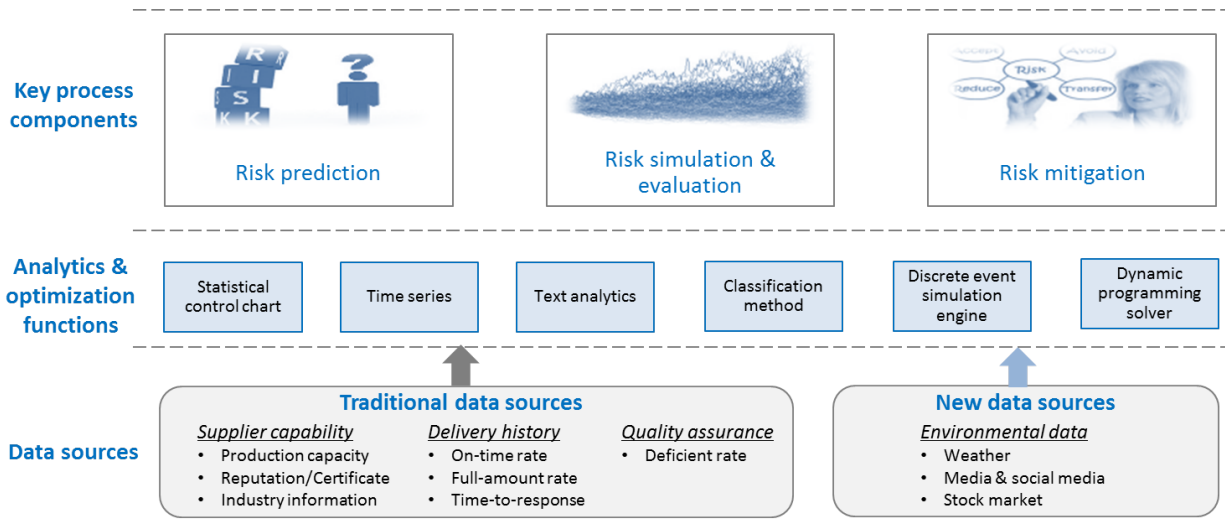 Key process
components
R
I
S
S
K
K
?
Risk prediction
Risk simulation &
evaluation
Accept
Avoid
Risk
Reduce
Transfer
Risk mitigation
Analytics &
optimization
functions
Statistical
control chart
Time series
Text analytics
Classification
method
Discrete event
simulation
engine
Dynamic
programming
solver
Data sources
Traditional data sources
Supplier capability
• Production capacity
• Reputation/Certificate
• Industry information
Delivery history
• On-time rate
• Full-amount rate
• Time-to-response
Quality assurance
• Deficient rate
New data sources
Environmental data
• Weather
• Media & social media
• Stock market